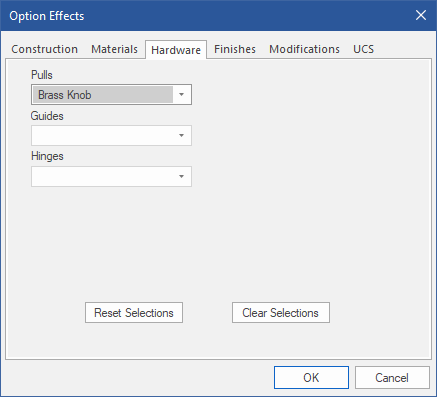 Option Effects
Construction Materials Hardware Finishes Modifications UCS
Pulls
Brass Knob
Guides
Hinges
Reset Selections Clear Selections
OK Cancel